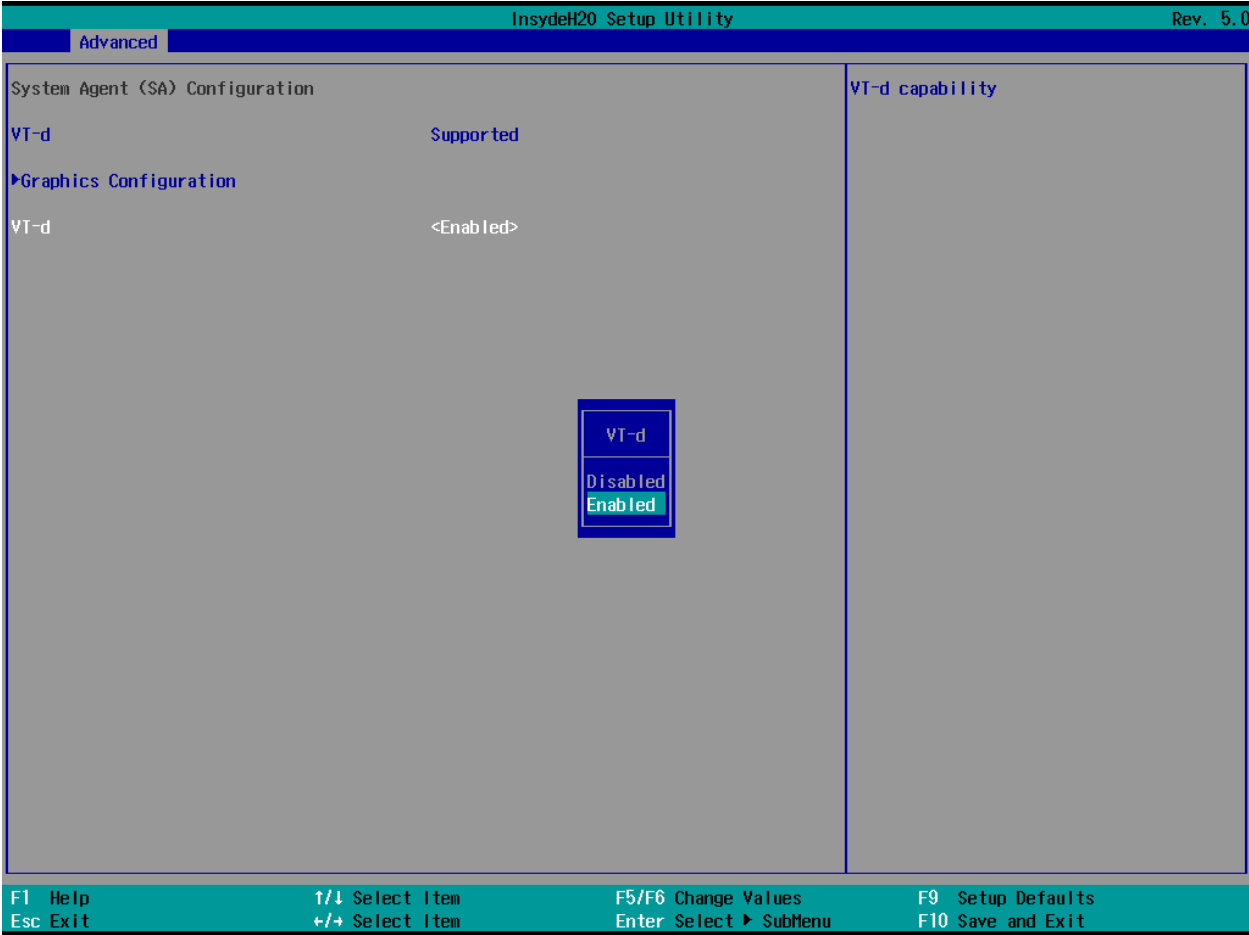 InsydeH20 Setup Utility Rev. 5.0
Advanced
System Agent (SA) Configuration VT-d capability
VT-d Supported
▶Graphics Configuration
VT-d <Enabled>
VT-d
Disabled
Enabled
F1 Help ↑/↓ Select Item F5/F6 Change Values F9 Setup Defaults
Esc Exit ←/→ Select Item Enter Select ▶ SubMenu F10 Save and Exit